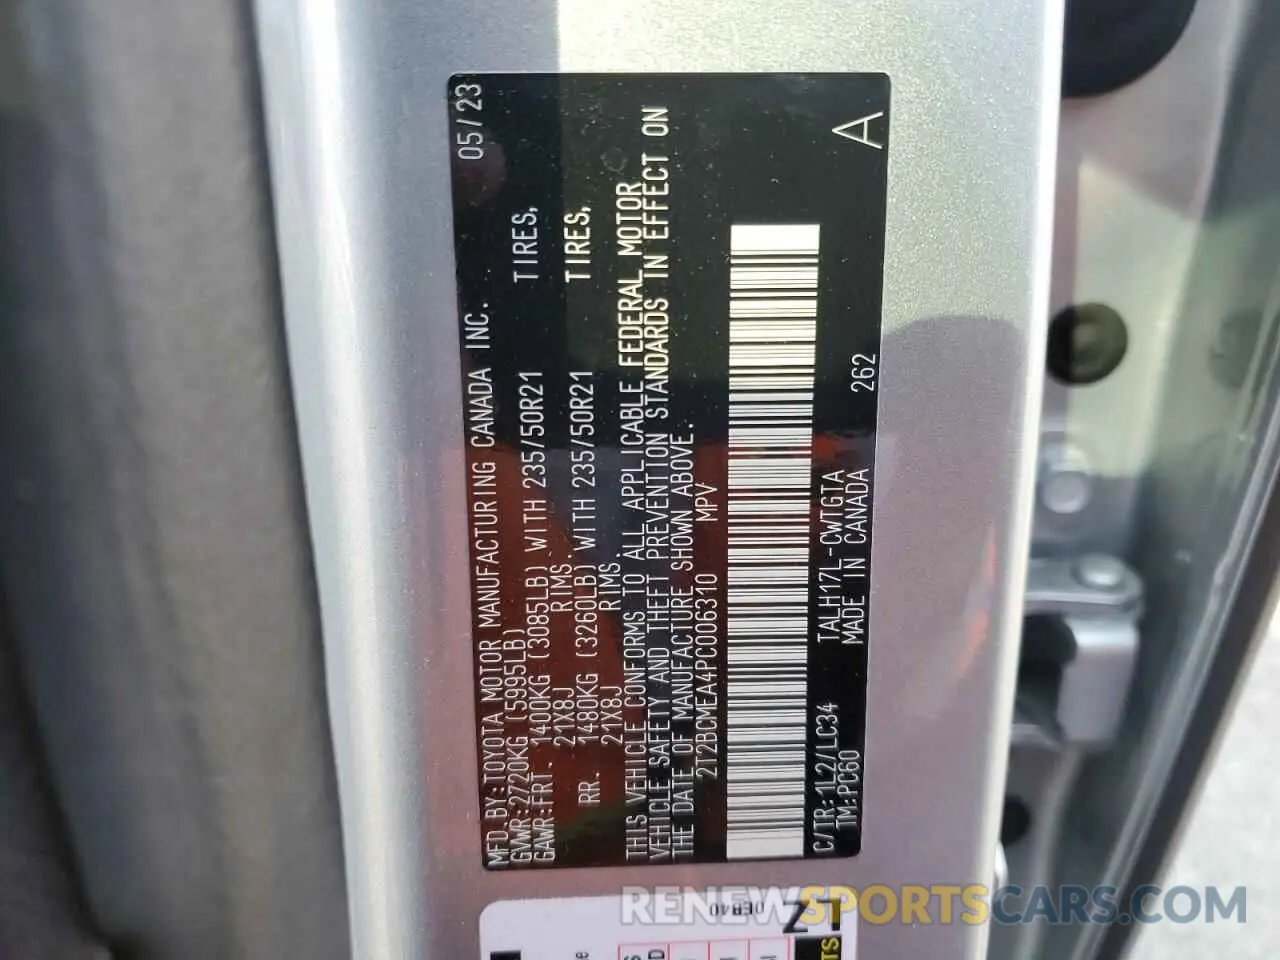 MFD.BY:TOYOTA MOTOR MANUFACTURING CANADA INC. 05/23
GVWR:2720KG (5995LB)
GAWR:FRT. 1400KG (3085LB) WITH 235/50R21 TIRES,
21X8J RIMS.
RR. 1480KG (3260LB) WITH 235/50R21 TIRES,
21X8J RIMS.
THIS VEHICLE CONFORMS TO ALL APPLICABLE FEDERAL MOTOR
VEHICLE SAFETY AND THEFT PREVENTION STANDARDS IN EFFECT ON
THE DATE OF MANUFACTURE SHOWN ABOVE.
2T2BCMEA4PC006310 MPV
C/TR:1L2/LC34 TALH17L-CWTGTA
TM:PC60 MADE IN CANADA 262 A
0EB40
RENEWSPORTSCARS.COM